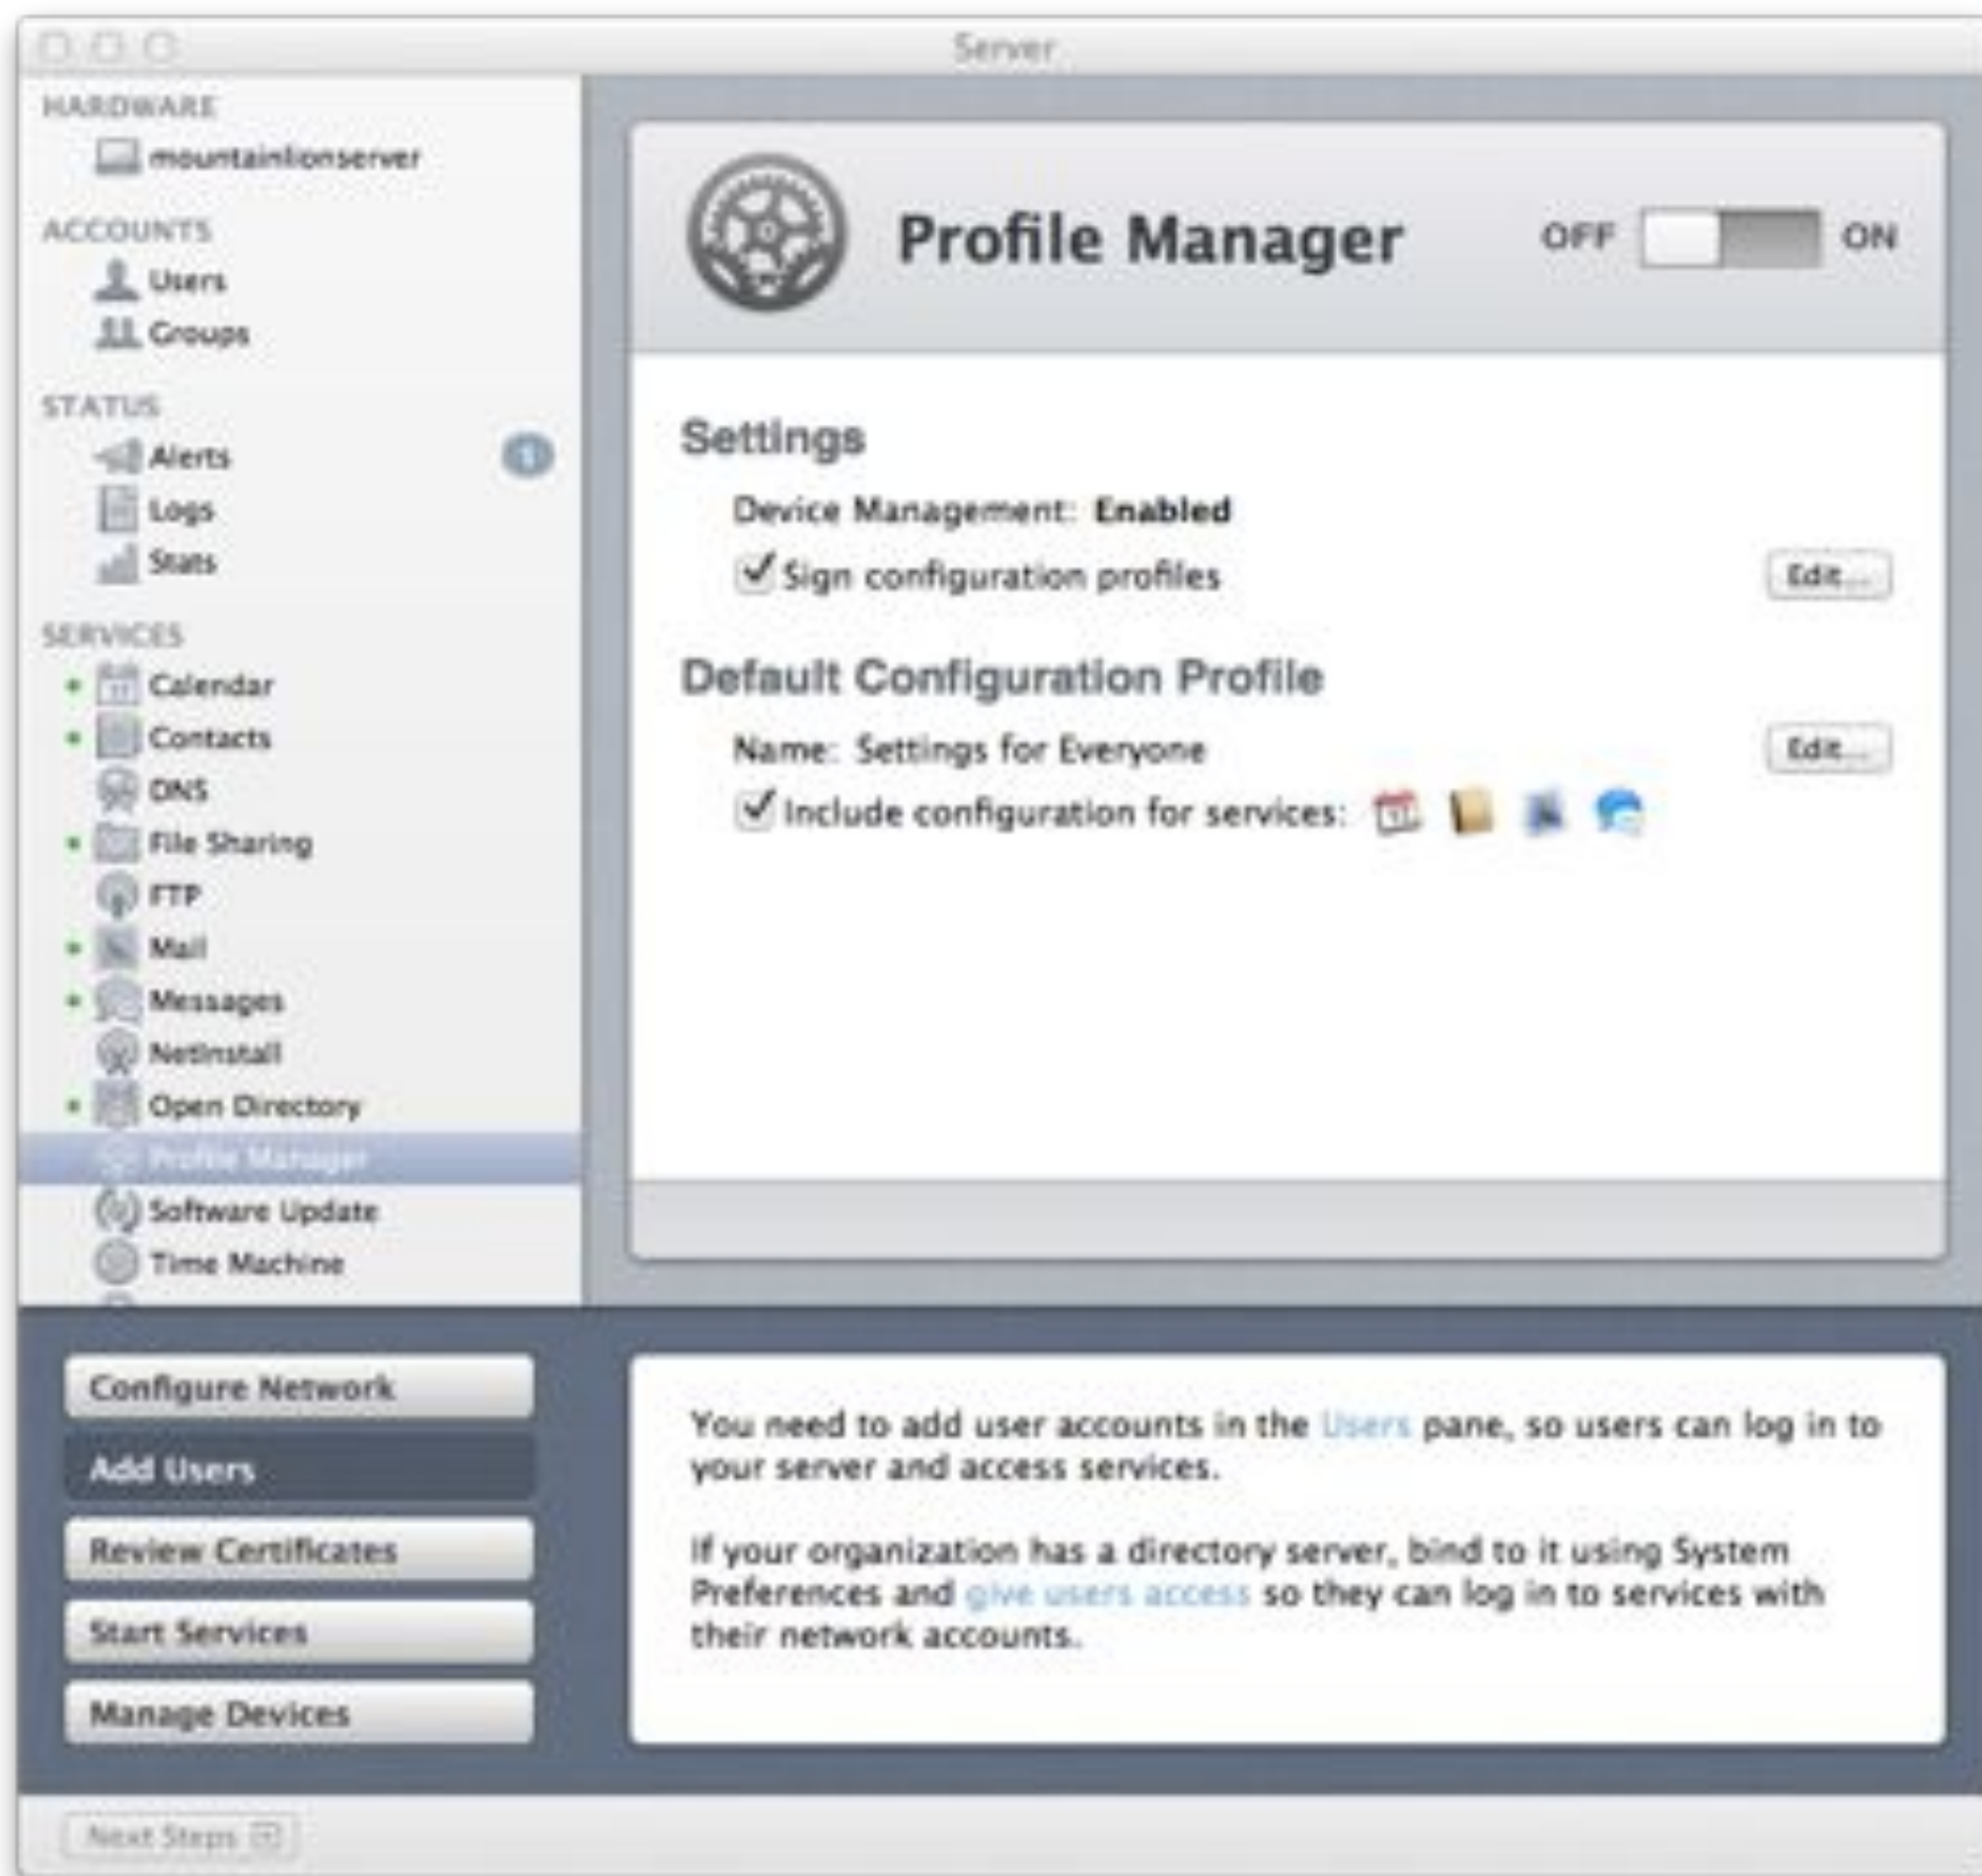 Server
HARDWARE
mountainlionserver
ACCOUNTS
Users
Groups
STATUS
Alerts
1
Logs
Stats
SERVICES
Calendar
Contacts
DNS
File Sharing
FTP
Mail
Messages
NetInstall
Open Directory
Profile Manager
Software Update
Time Machine
Profile Manager
OFF
ON
Settings
Device Management: Enabled
Sign configuration profiles
Edit...
Default Configuration Profile
Name: Settings for Everyone
Edit...
Include configuration for services:
Configure Network
Add Users
Review Certificates
Start Services
Manage Devices
You need to add user accounts in the Users pane, so users can log in to
your server and access services.
If your organization has a directory server, bind to it using System
Preferences and give users access so they can log in to services with
their network accounts.
Next Steps